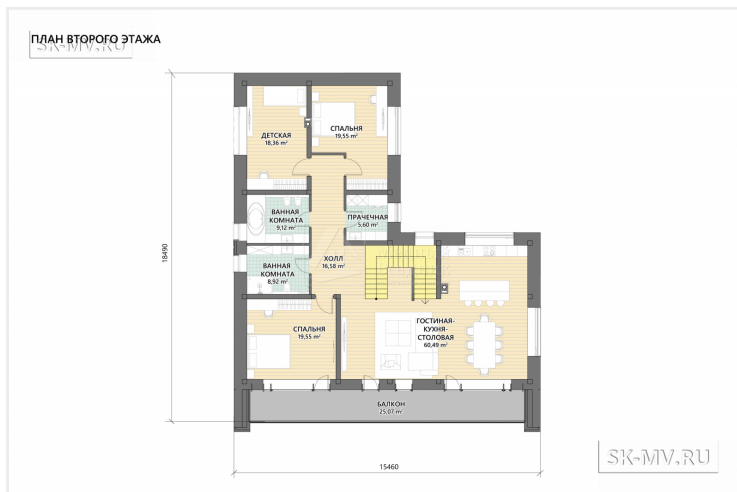 ПЛАН ВТОРОГО ЭТАЖА
SK-MV.RU
ДЕТСКАЯ
18,36 m²
СПАЛЬНЯ
19,55 m²
ВАННАЯ
КОМНАТА
9,12 m²
ПРАЧЕЧНАЯ
5,60 m²
ХОЛЛ
16,58 m²
ВАННАЯ
КОМНАТА
8,92 m²
18490
СПАЛЬНЯ
19,55 m²
ГОСТИНАЯ-
КУХНЯ-
СТОЛОВАЯ
60,49 m²
БАЛКОН
25,07 m²
15460
SK-MV.RU